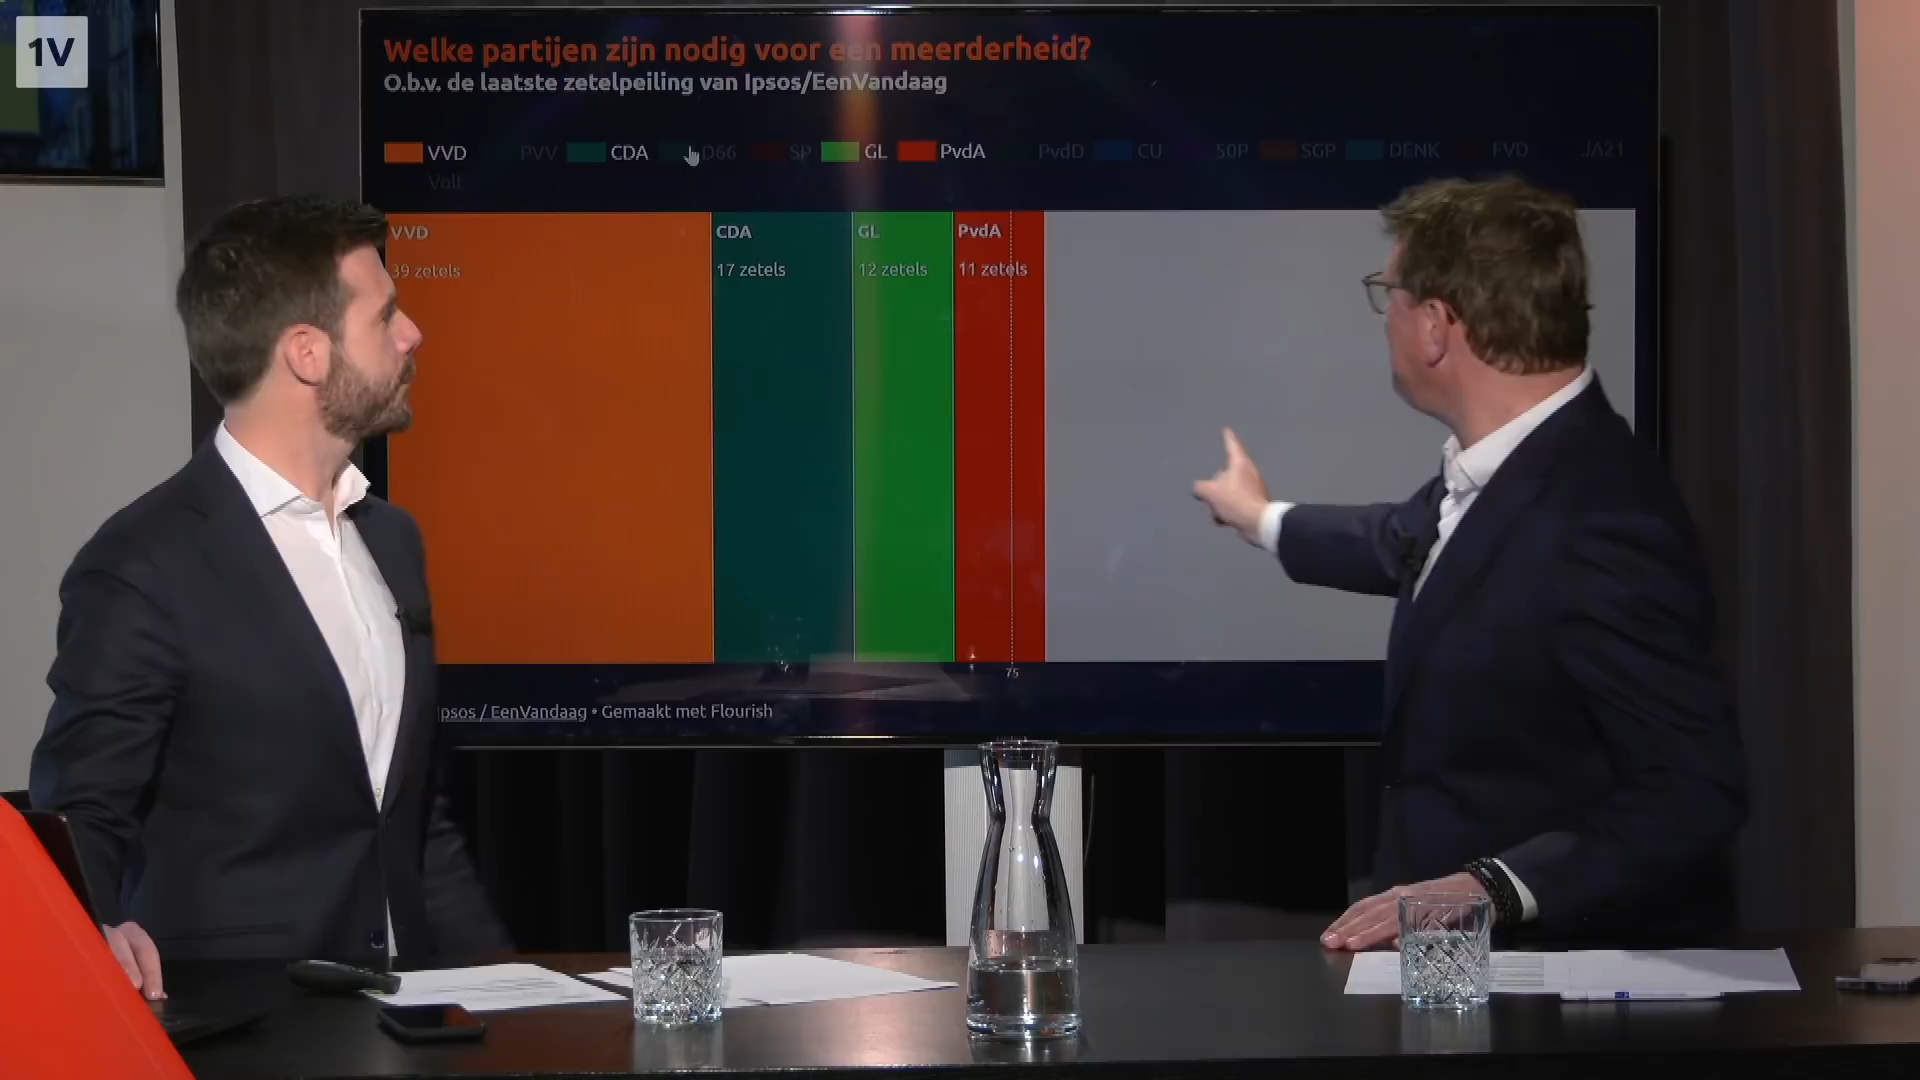 1V
Welke partijen zijn nodig voor een meerderheid?
O.b.v. de laatste zetelpeiling van Ipsos/EenVandaag
VVD PVV CDA D66 SP GL PvdA PvdD CU 50P SGP DENK FVD JA21
Volt
VVD CDA GL PvdA
39 zetels 17 zetels 12 zetels 11 zetels
75
Ipsos / EenVandaag • Gemaakt met Flourish